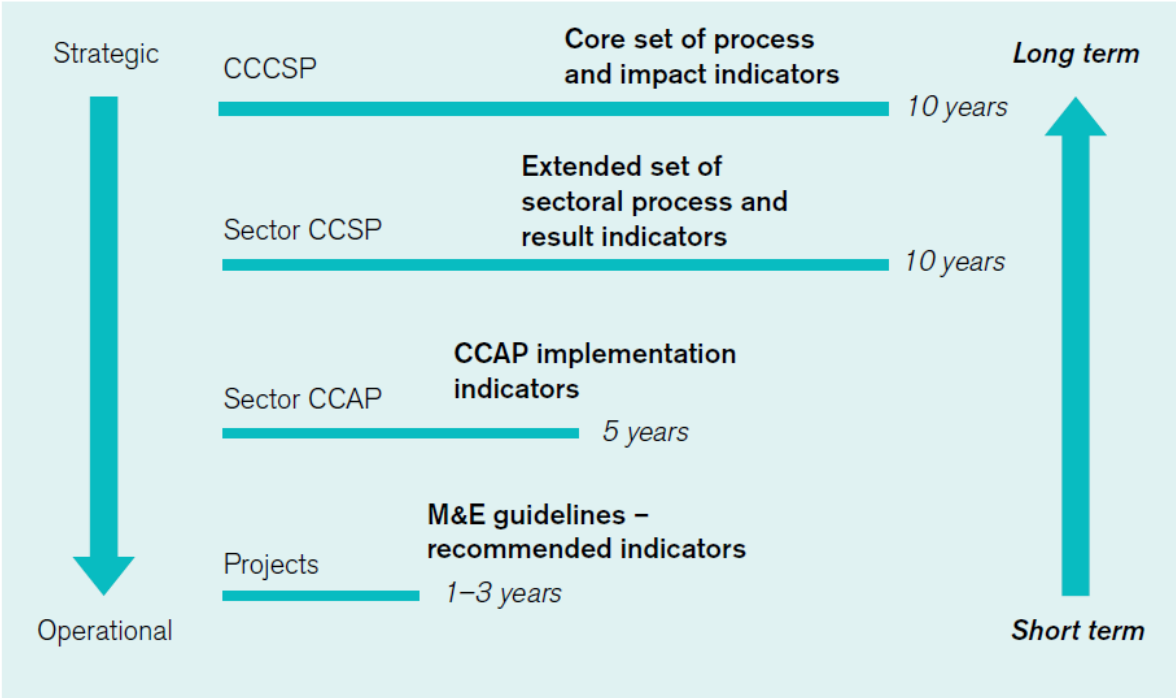 Strategic
CCCSP
Core set of process
and impact indicators
10 years
Long term
Sector CCSP
Extended set of
sectoral process and
result indicators
10 years
Sector CCAP
CCAP implementation
indicators
5 years
Projects
M&E guidelines –
recommended indicators
1–3 years
Operational
Short term